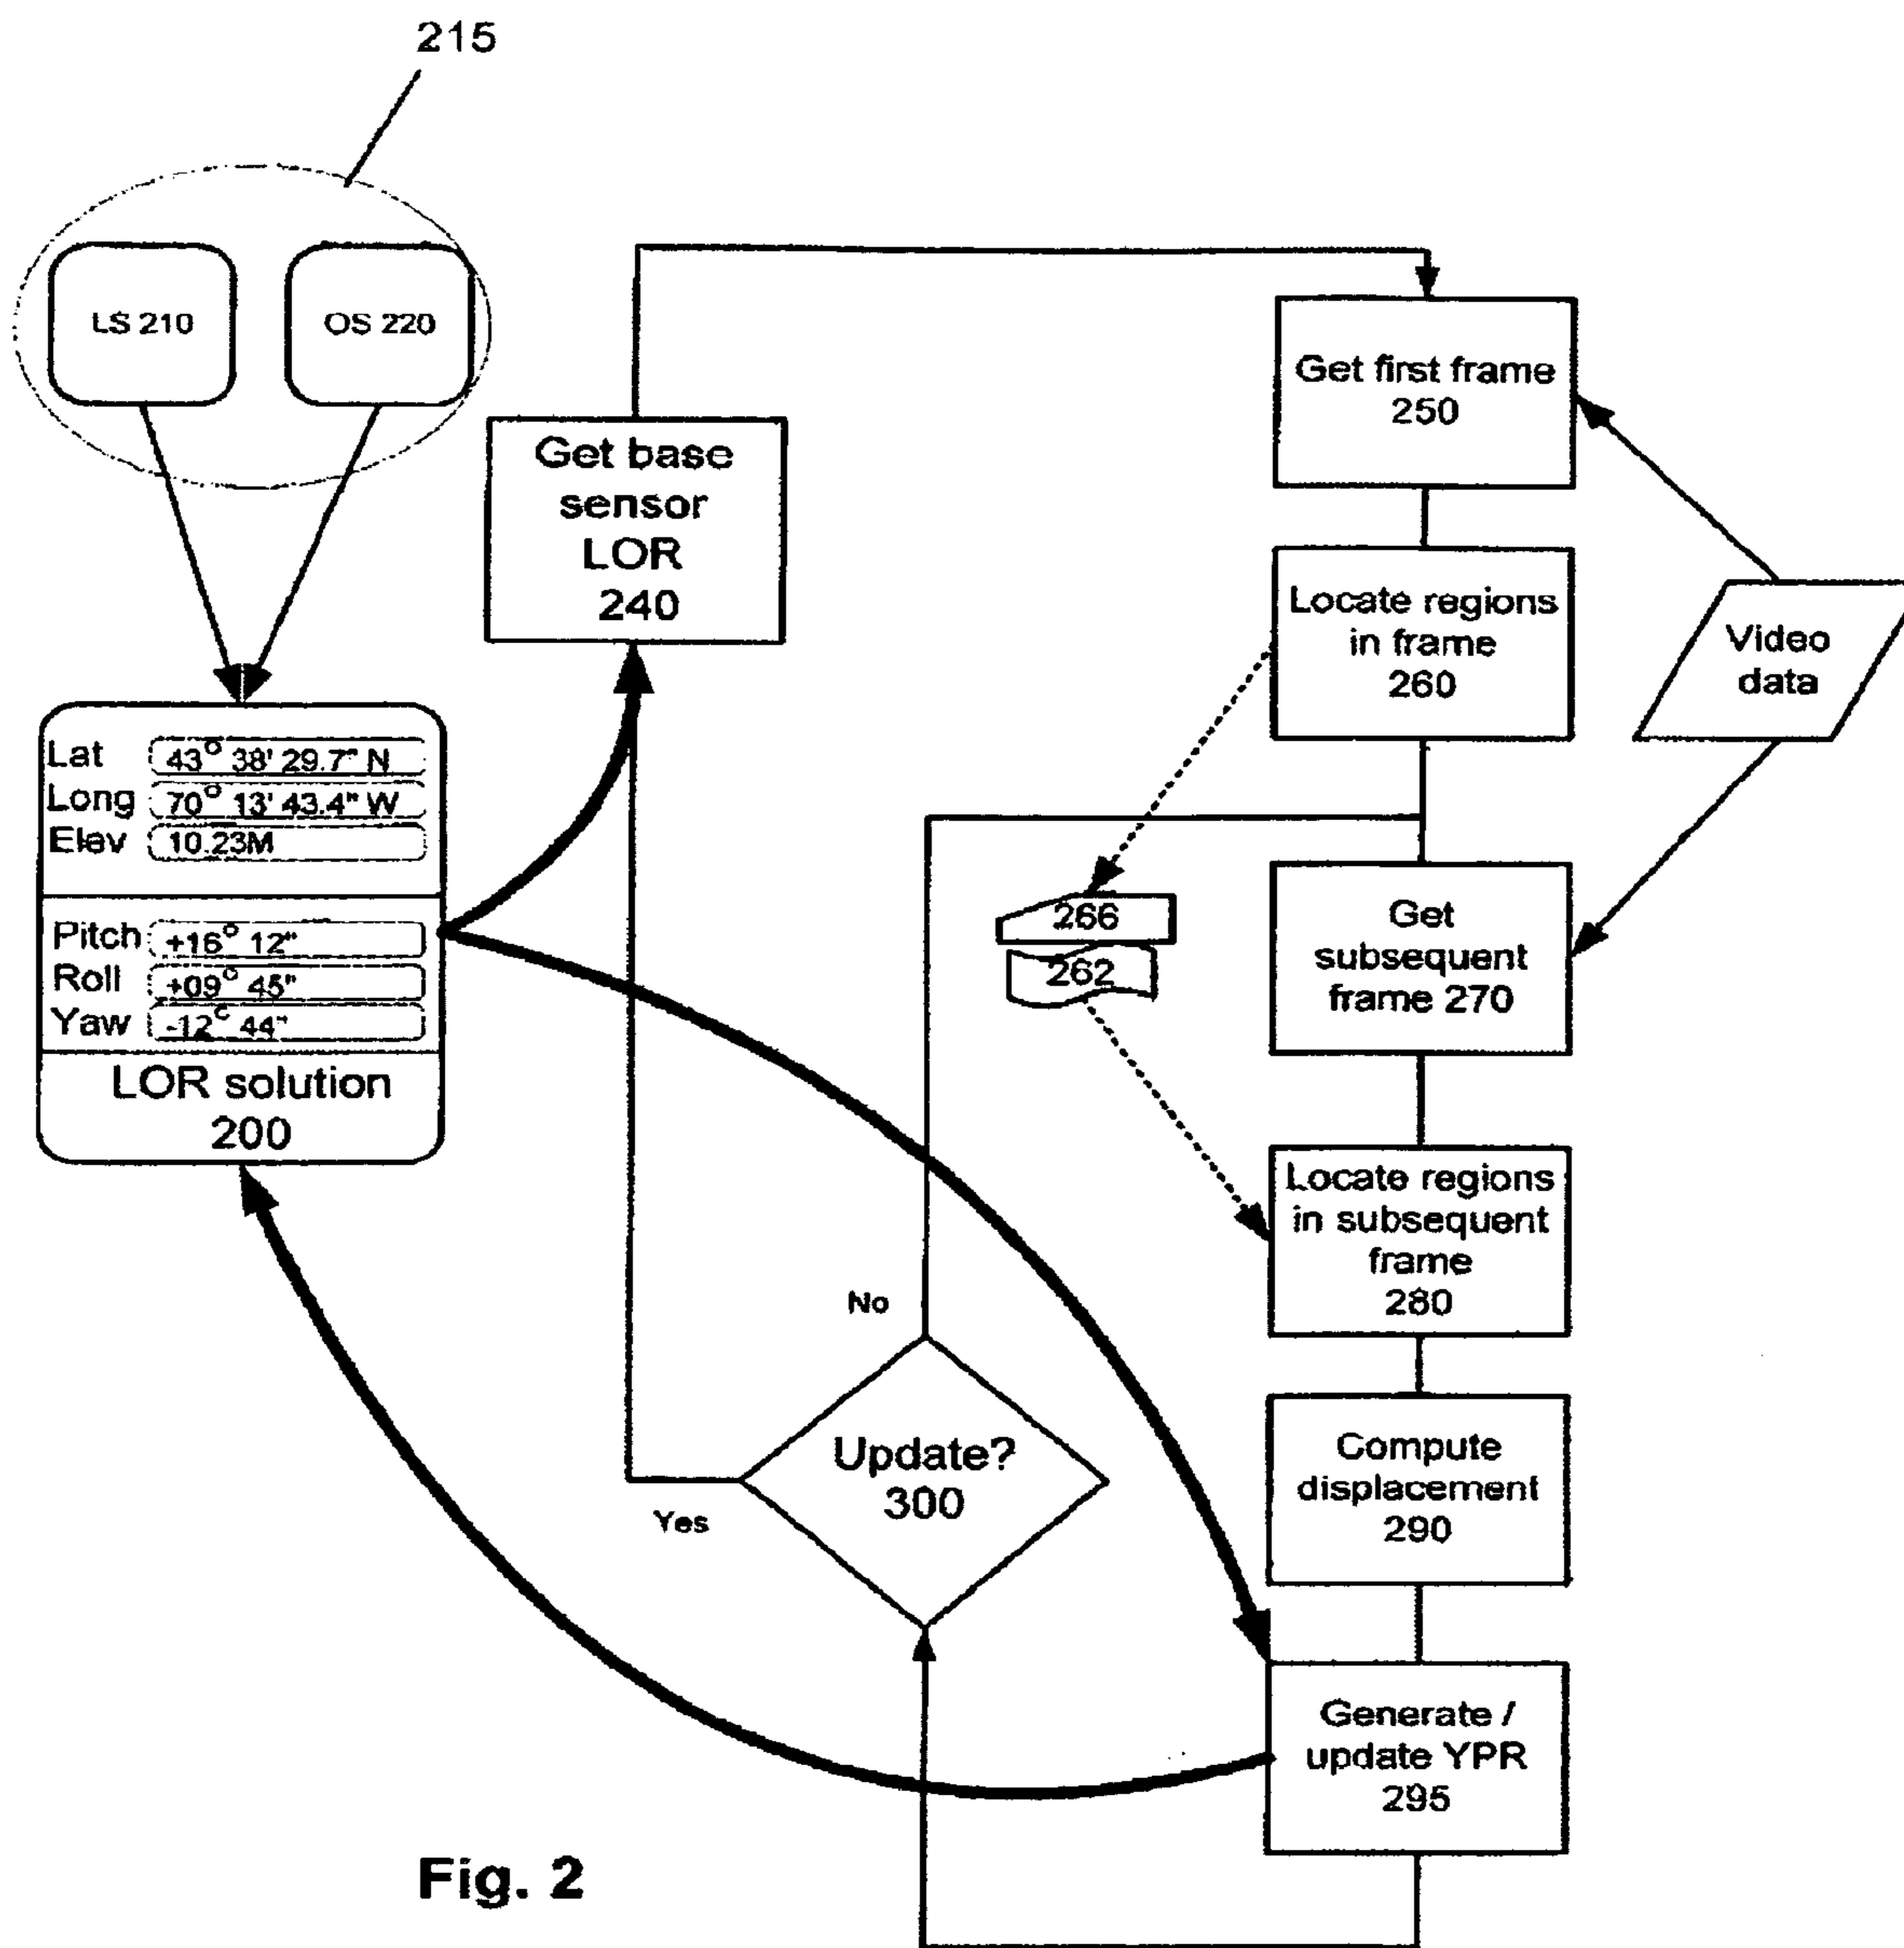 215
LS 210
OS 220
Get base
sensor
LOR
240
Get first frame
250
Locate regions
in frame
260
Video
data
Lat 43° 38' 29.7" N
Long 70° 13' 43.4" W
Elev 10.23M
Pitch +16° 12"
Roll +09° 45"
Yaw -12° 44"
LOR solution
200
266
262
Get
subsequent
frame 270
Locate regions
in subsequent
frame
280
No
Update?
300
Yes
Compute
displacement
290
Generate /
update YPR
295
Fig. 2